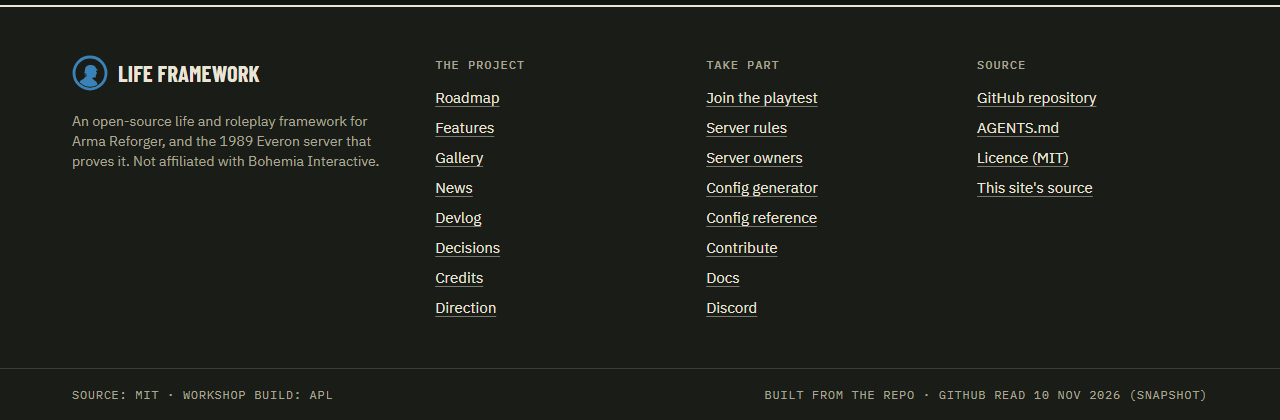 LIFE FRAMEWORK
An open-source life and roleplay framework for
Arma Reforger, and the 1989 Everon server that
proves it. Not affiliated with Bohemia Interactive.
THE PROJECT
Roadmap
Features
Gallery
News
Devlog
Decisions
Credits
Direction
TAKE PART
Join the playtest
Server rules
Server owners
Config generator
Config reference
Contribute
Docs
Discord
SOURCE
GitHub repository
AGENTS.md
Licence (MIT)
This site's source
SOURCE: MIT · WORKSHOP BUILD: APL
BUILT FROM THE REPO · GITHUB READ 10 NOV 2026 (SNAPSHOT)